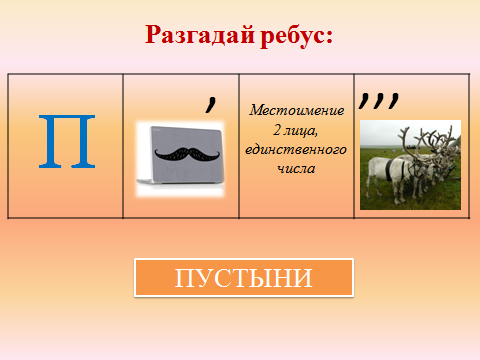 Разгадай ребус:
,
,,,
П
Местоимение
2 лица,
единственного
числа
ПУСТЫНИ